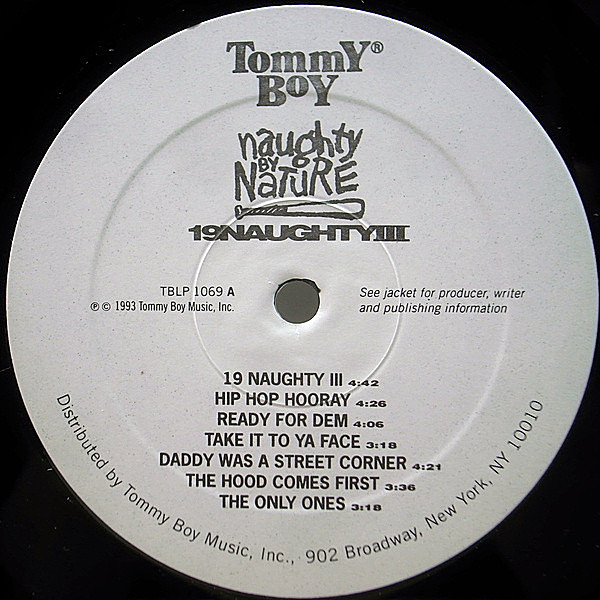 TommY®
BoY
naughty
BY
NaTuRE
19NAUGHTYIII
TBLP 1069 A
℗ © 1993 Tommy Boy Music, Inc.
See jacket for producer, writer
and publishing information
19 NAUGHTY III 4:42
HIP HOP HOORAY 4:26
READY FOR DEM 4:06
TAKE IT TO YA FACE 3:18
DADDY WAS A STREET CORNER 4:21
THE HOOD COMES FIRST 3:36
THE ONLY ONES 3:18
Distributed by Tommy Boy Music, Inc., 902 Broadway, New York, NY 10010